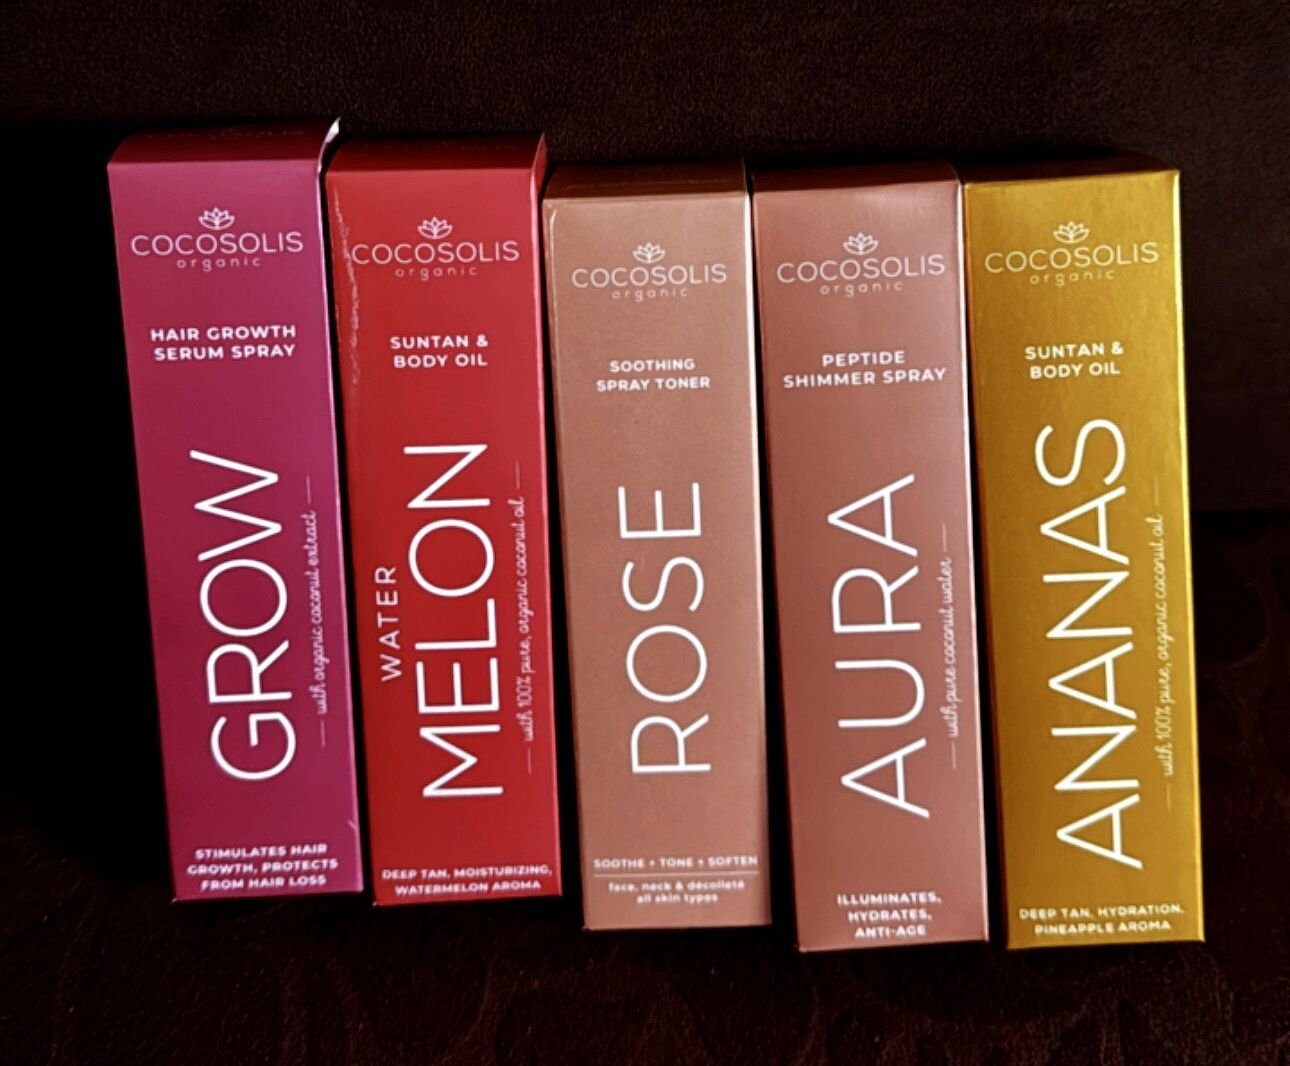 COCOSOLIS
organic
HAIR GROWTH
SERUM SPRAY
GROW
with organic coconut extract
STIMULATES HAIR
GROWTH, PROTECTS
FROM HAIR LOSS
COCOSOLIS
organic
SUNTAN &
BODY OIL
WATER
MELON
with 100% pure, organic coconut oil
DEEP TAN, MOISTURIZING,
WATERMELON AROMA
COCOSOLIS
organic
SOOTHING
SPRAY TONER
ROSE
SOOTHE + TONE + SOFTEN
face, neck & décolleté
all skin types
COCOSOLIS
organic
PEPTIDE
SHIMMER SPRAY
AURA
with pure coconut water
ILLUMINATES,
HYDRATES,
ANTI-AGE
COCOSOLIS
organic
SUNTAN &
BODY OIL
ANANAS
with 100% pure, organic coconut oil
DEEP TAN, HYDRATION,
PINEAPPLE AROMA